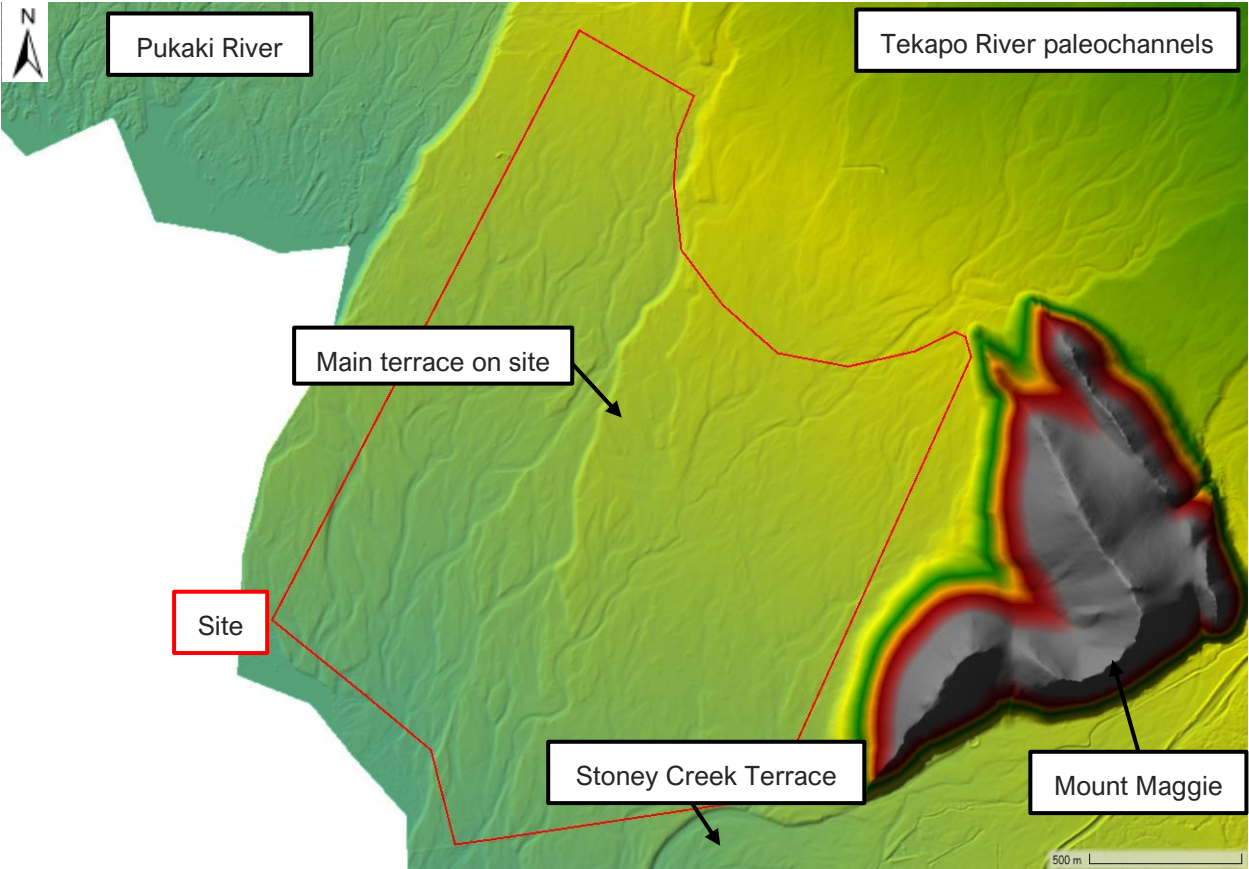 N
Pukaki River
Tekapo River paleochannels
Main terrace on site
Site
Stoney Creek Terrace
Mount Maggie
500 m